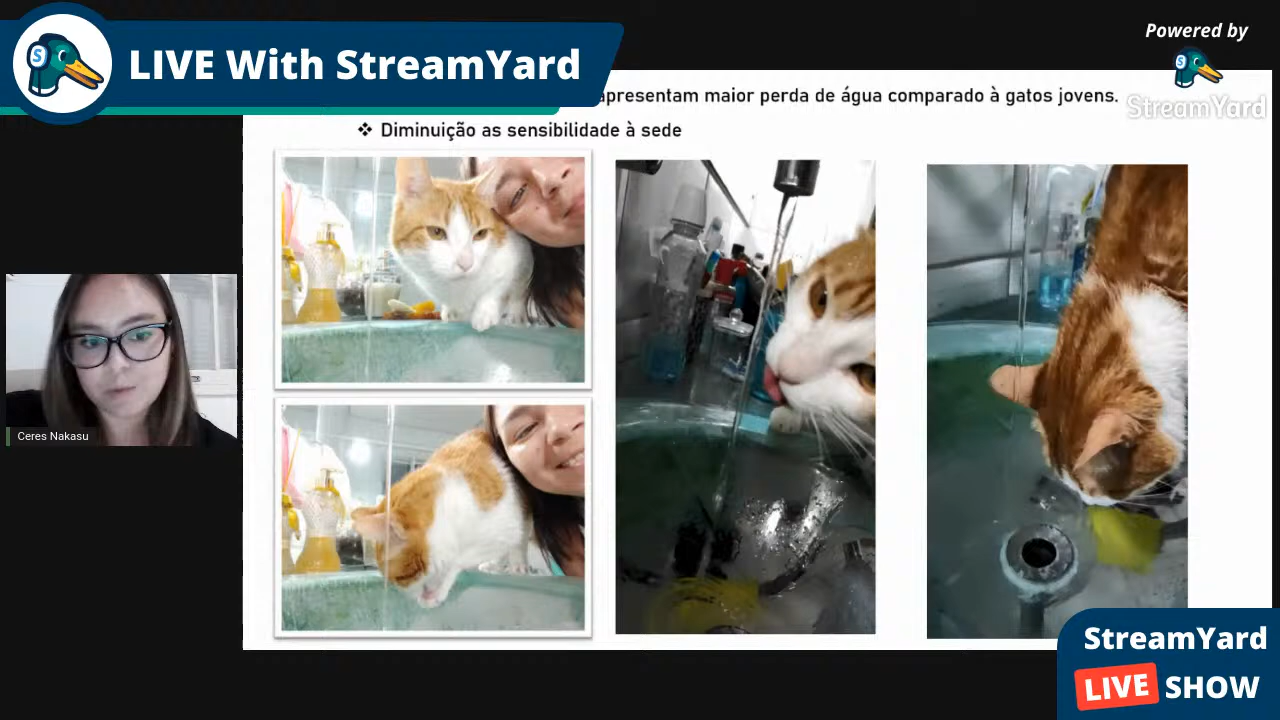 LIVE With StreamYard
Powered by
StreamYard
apresentam maior perda de água comparado à gatos jovens.
❖ Diminuição as sensibilidade à sede
Ceres Nakasu
StreamYard
LIVE SHOW